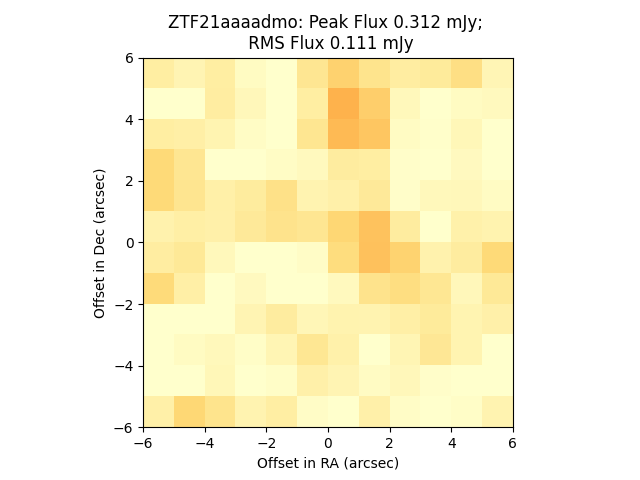 ZTF21aaaadmo: Peak Flux 0.312 mJy;
RMS Flux 0.111 mJy
6
4
2
0
−2
−4
−6
Offset in Dec (arcsec)
−6 −4 −2 0 2 4 6
Offset in RA (arcsec)